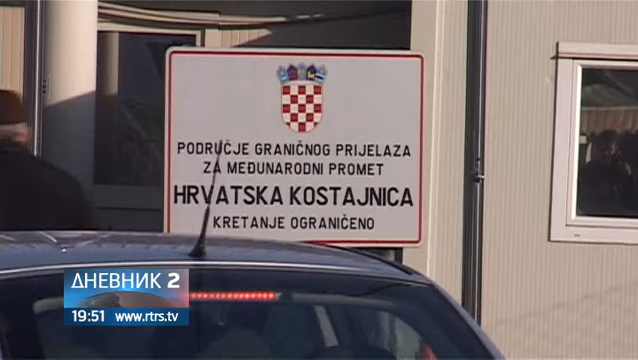 PODRUČJE GRANIČNOG PRIJELAZA
ZA MEĐUNARODNI PROMET
HRVATSKA KOSTAJNICA
KRETANJE OGRANIČENO
ДНЕВНИК 2
19:51 www.rtrs.tv